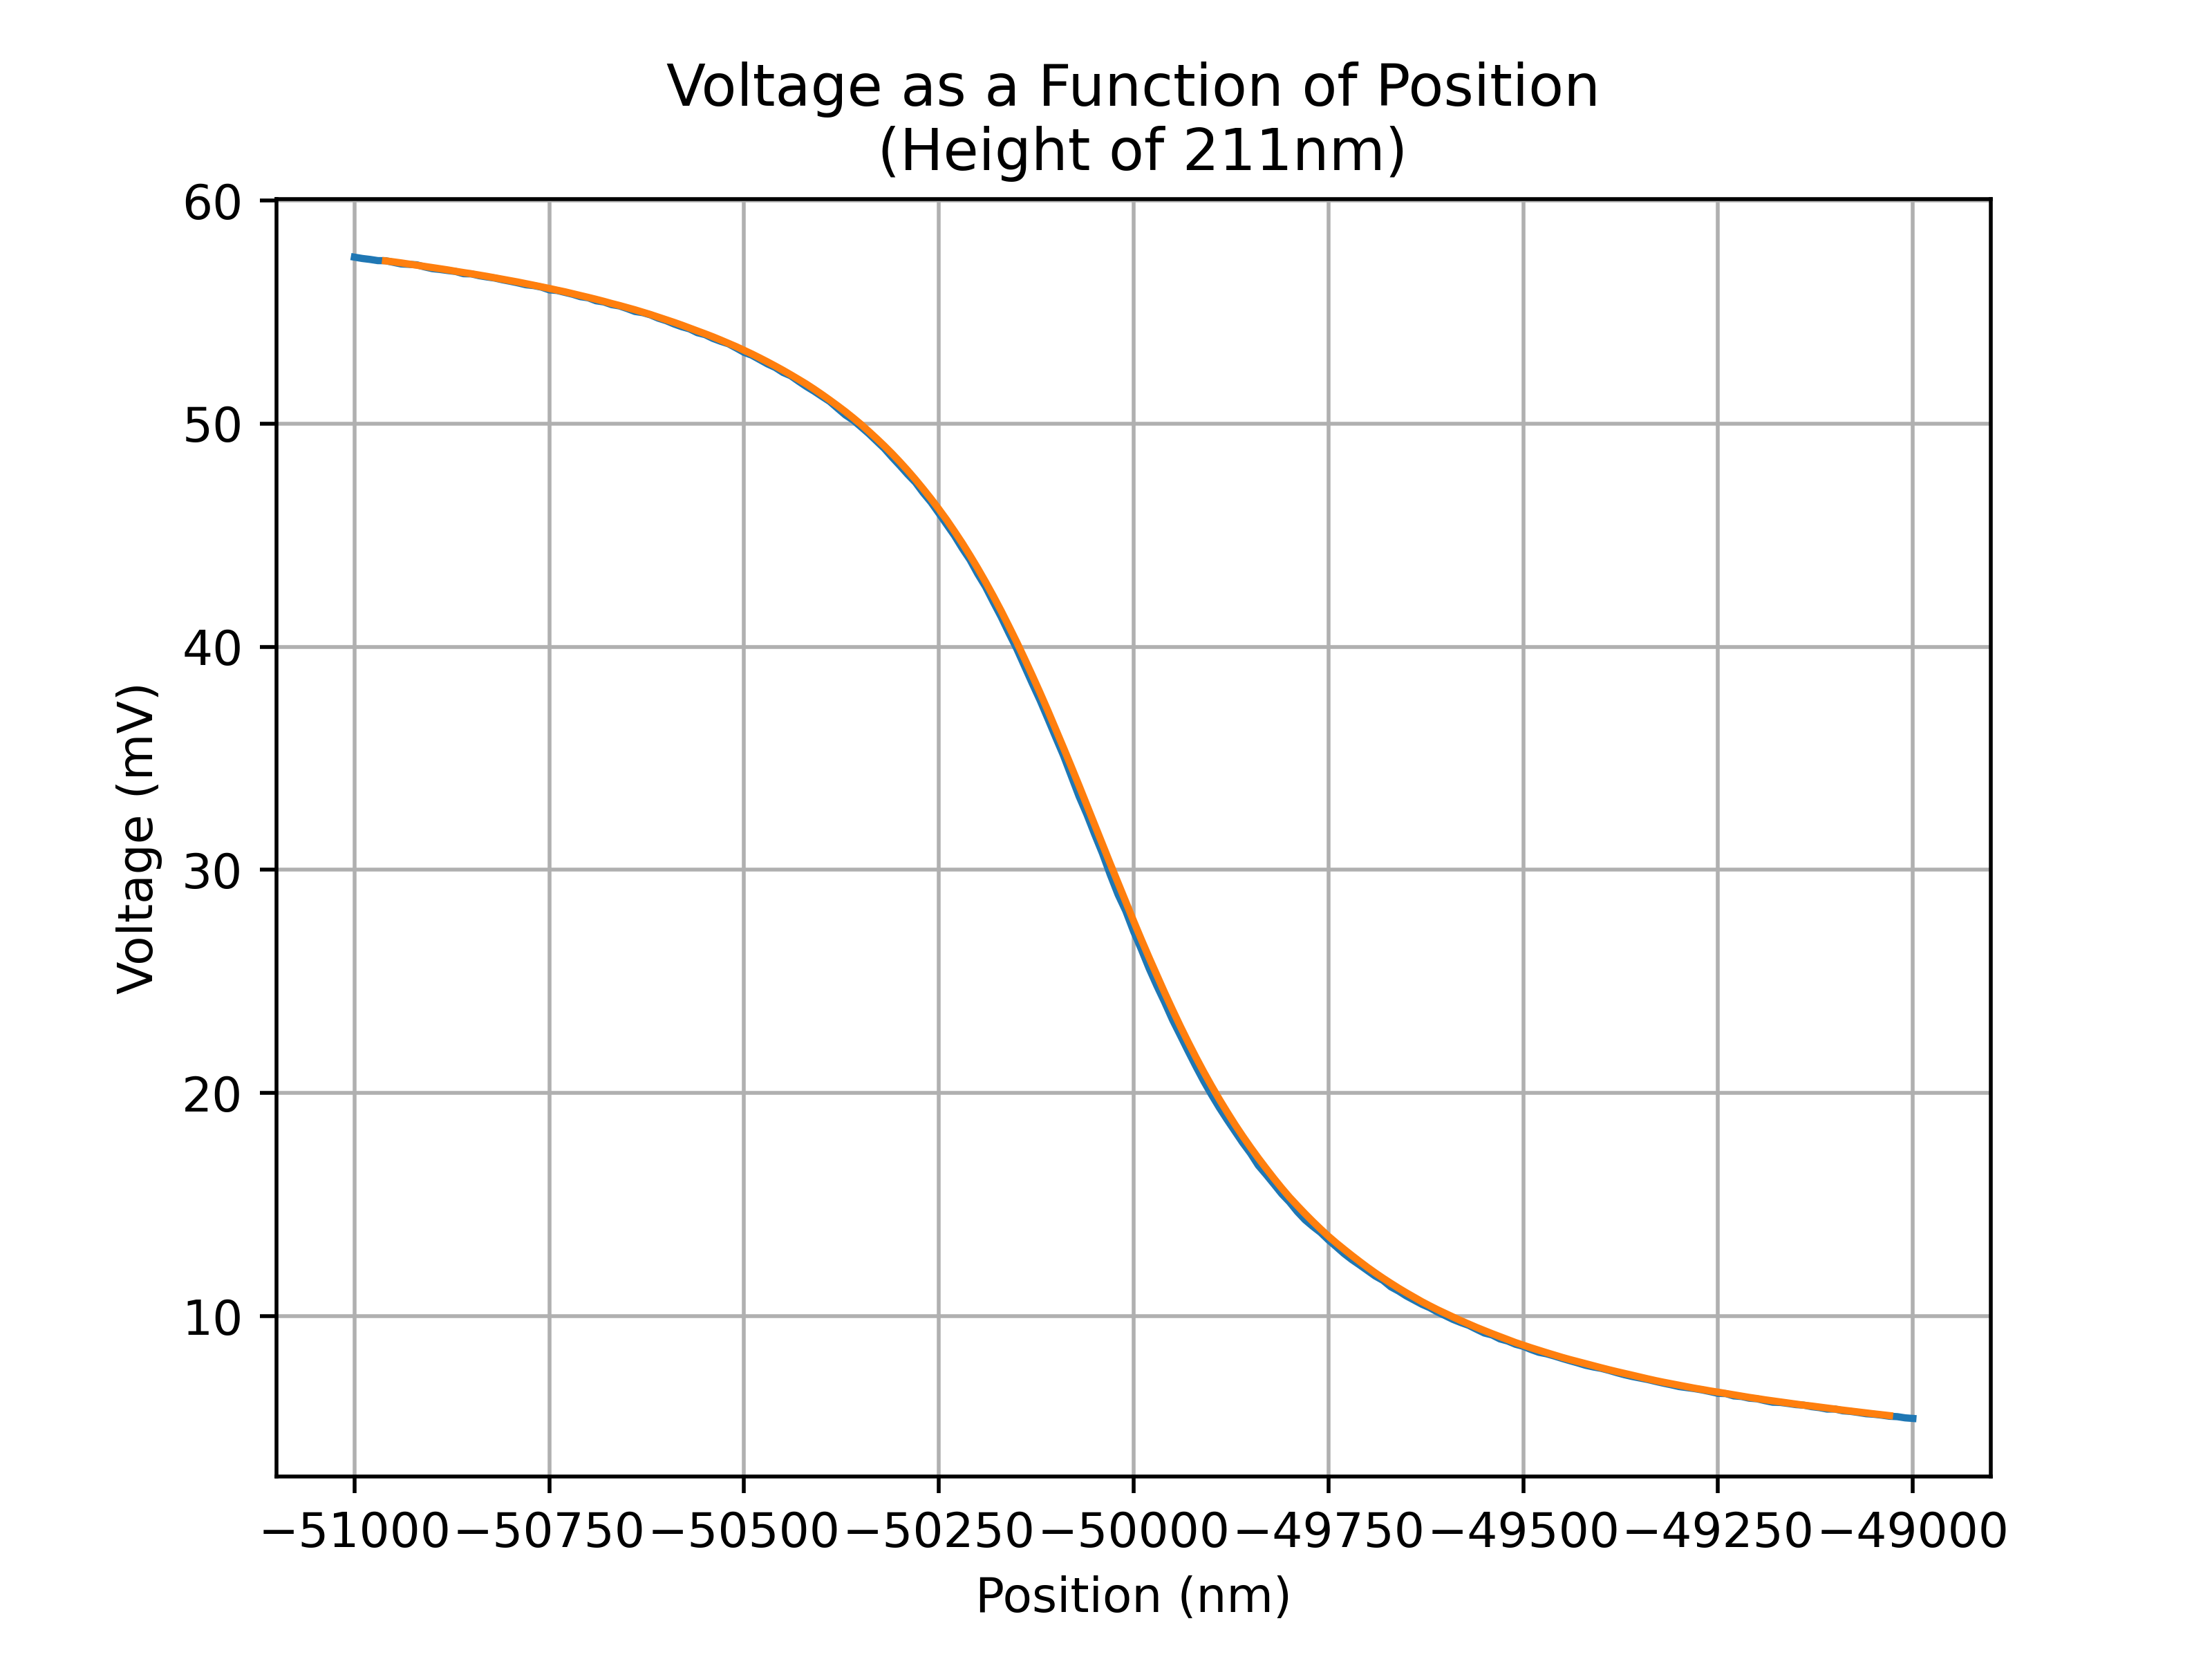 Voltage as a Function of Position
(Height of 211nm)
60
50
40
30
20
10
Voltage (mV)
−51000 −50750 −50500 −50250 −50000 −49750 −49500 −49250 −49000
Position (nm)